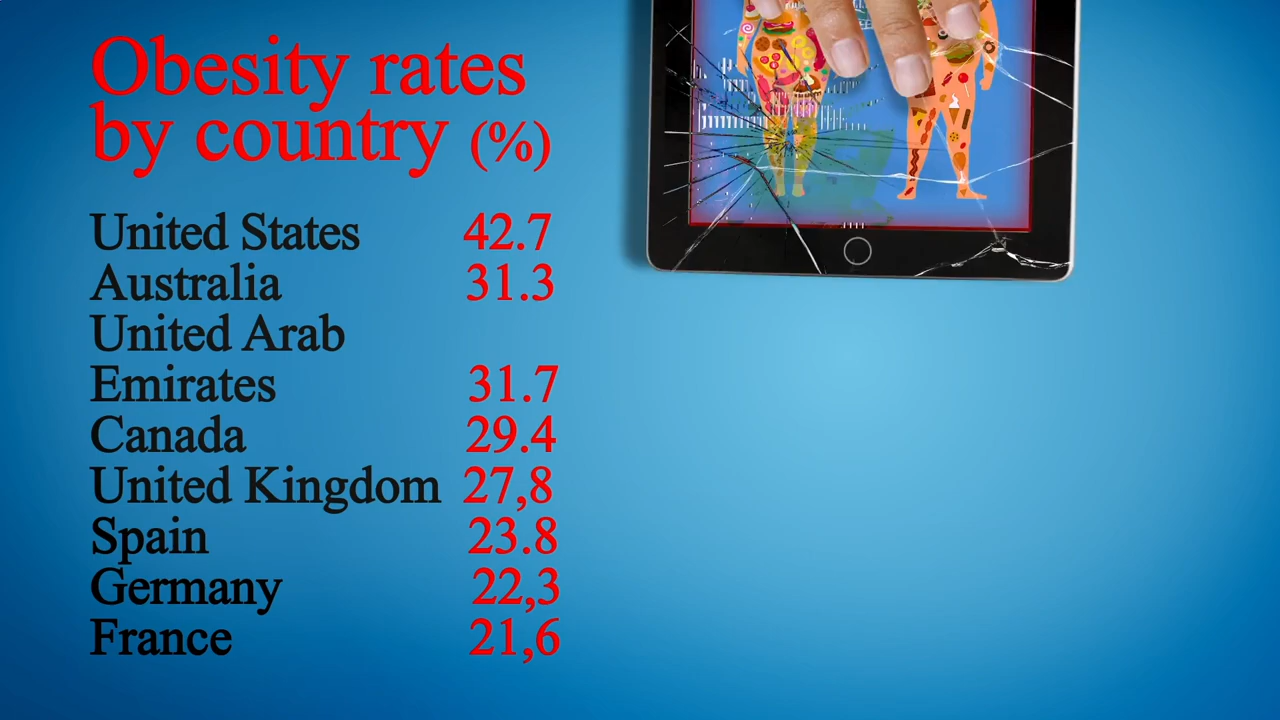 Obesity rates
by country (%)
United States 42.7
Australia 31.3
United Arab
Emirates 31.7
Canada 29.4
United Kingdom 27,8
Spain 23.8
Germany 22,3
France 21,6